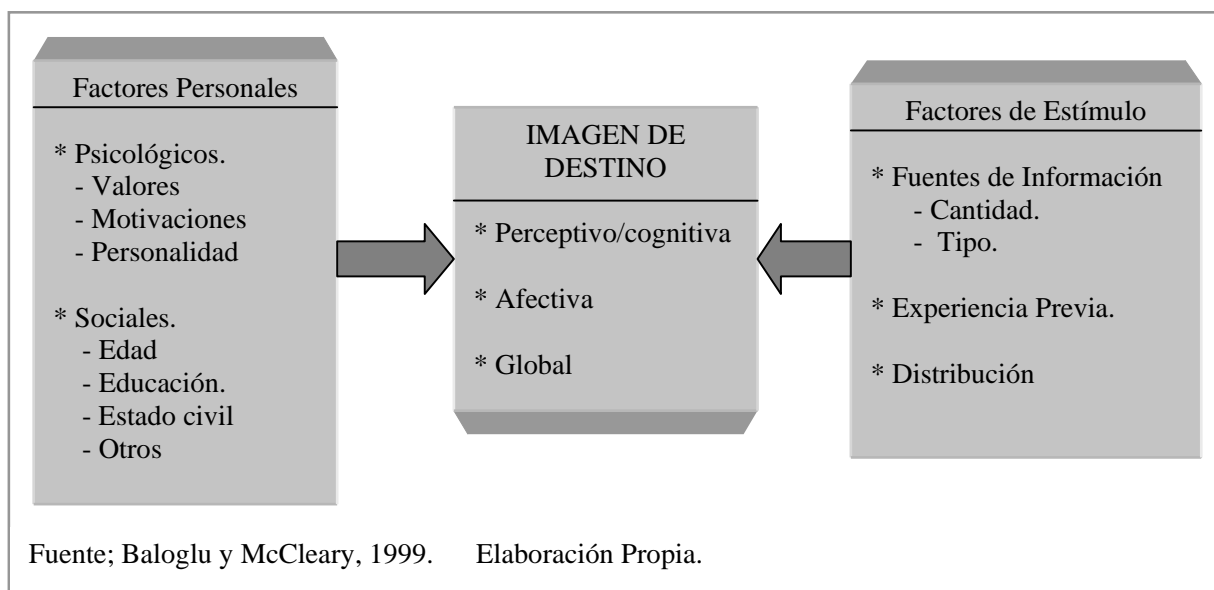 Factores Personales
* Psicológicos.
- Valores
- Motivaciones
- Personalidad
* Sociales.
- Edad
- Educación.
- Estado civil
- Otros
IMAGEN DE
DESTINO
* Perceptivo/cognitiva
* Afectiva
* Global
Factores de Estímulo
* Fuentes de Información
- Cantidad.
- Tipo.
* Experiencia Previa.
* Distribución
Fuente; Baloglu y McCleary, 1999. Elaboración Propia.